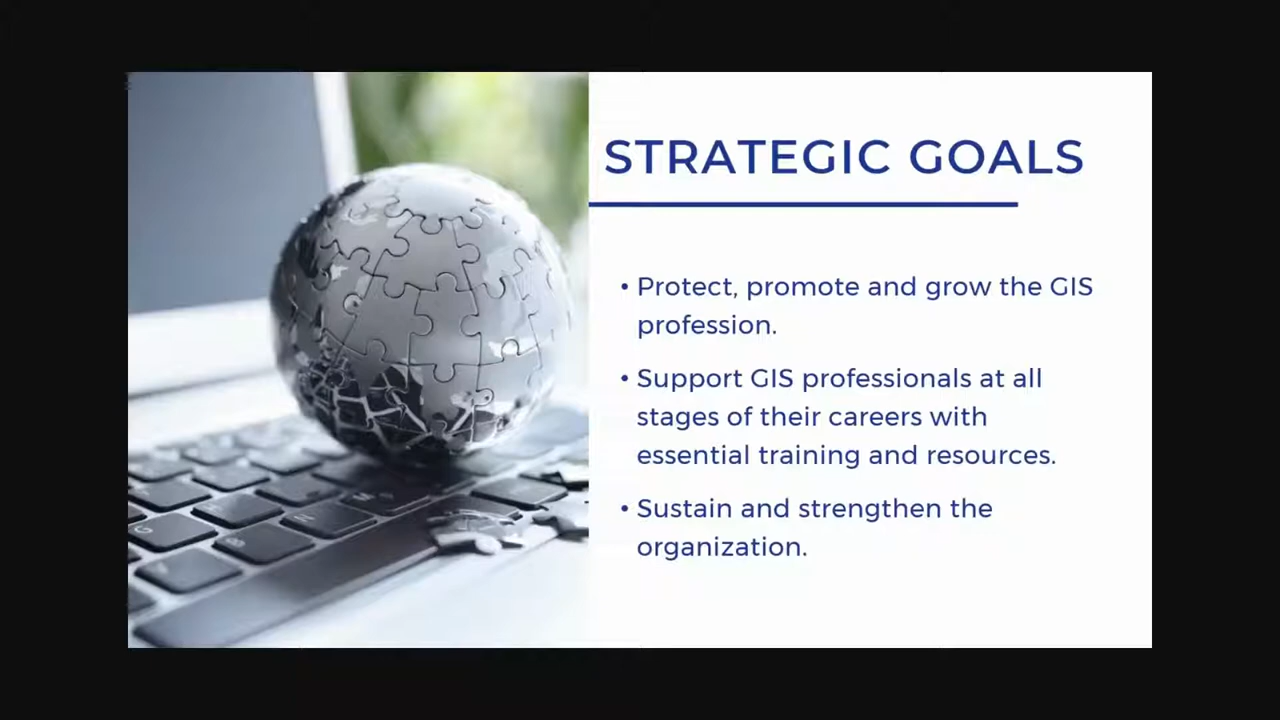 STRATEGIC GOALS
• Protect, promote and grow the GIS
profession.
• Support GIS professionals at all
stages of their careers with
essential training and resources.
• Sustain and strengthen the
organization.